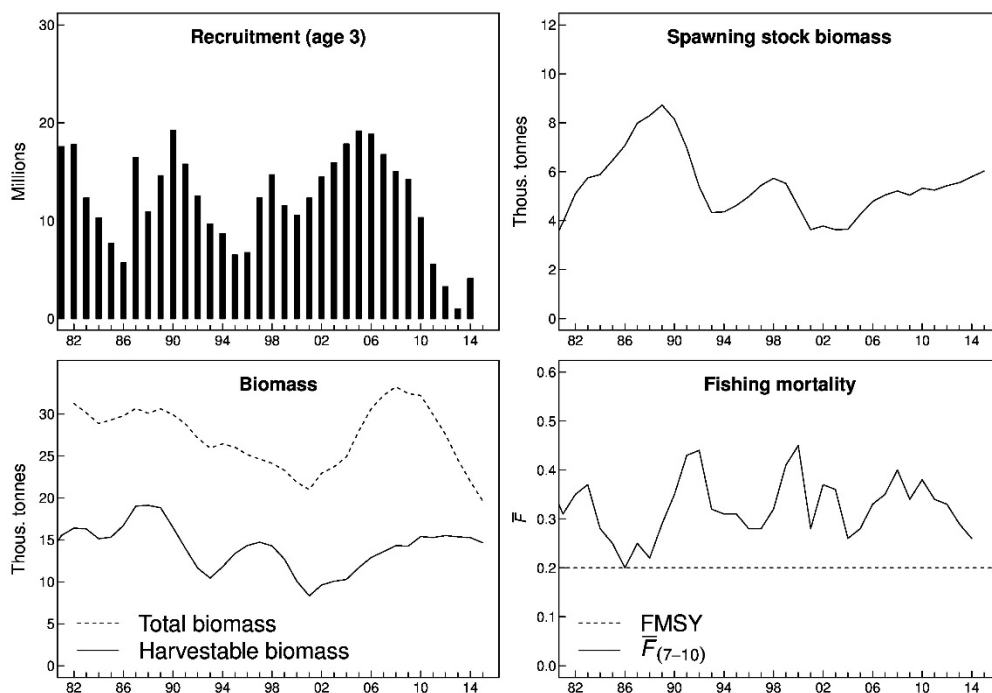 Recruitment (age 3)
Millions
30
20
10
0
82 86 90 94 98 02 06 10 14
Spawning stock biomass
Thous. tonnes
12
10
8
6
4
2
0
82 86 90 94 98 02 06 10 14
Biomass
Thous. tonnes
30
25
20
15
10
5
0
Total biomass
Harvestable biomass
82 86 90 94 98 02 06 10 14
Fishing mortality
F̅
0.6
0.5
0.4
0.3
0.2
0.1
0.0
FMSY
F̅(7–10)
82 86 90 94 98 02 06 10 14